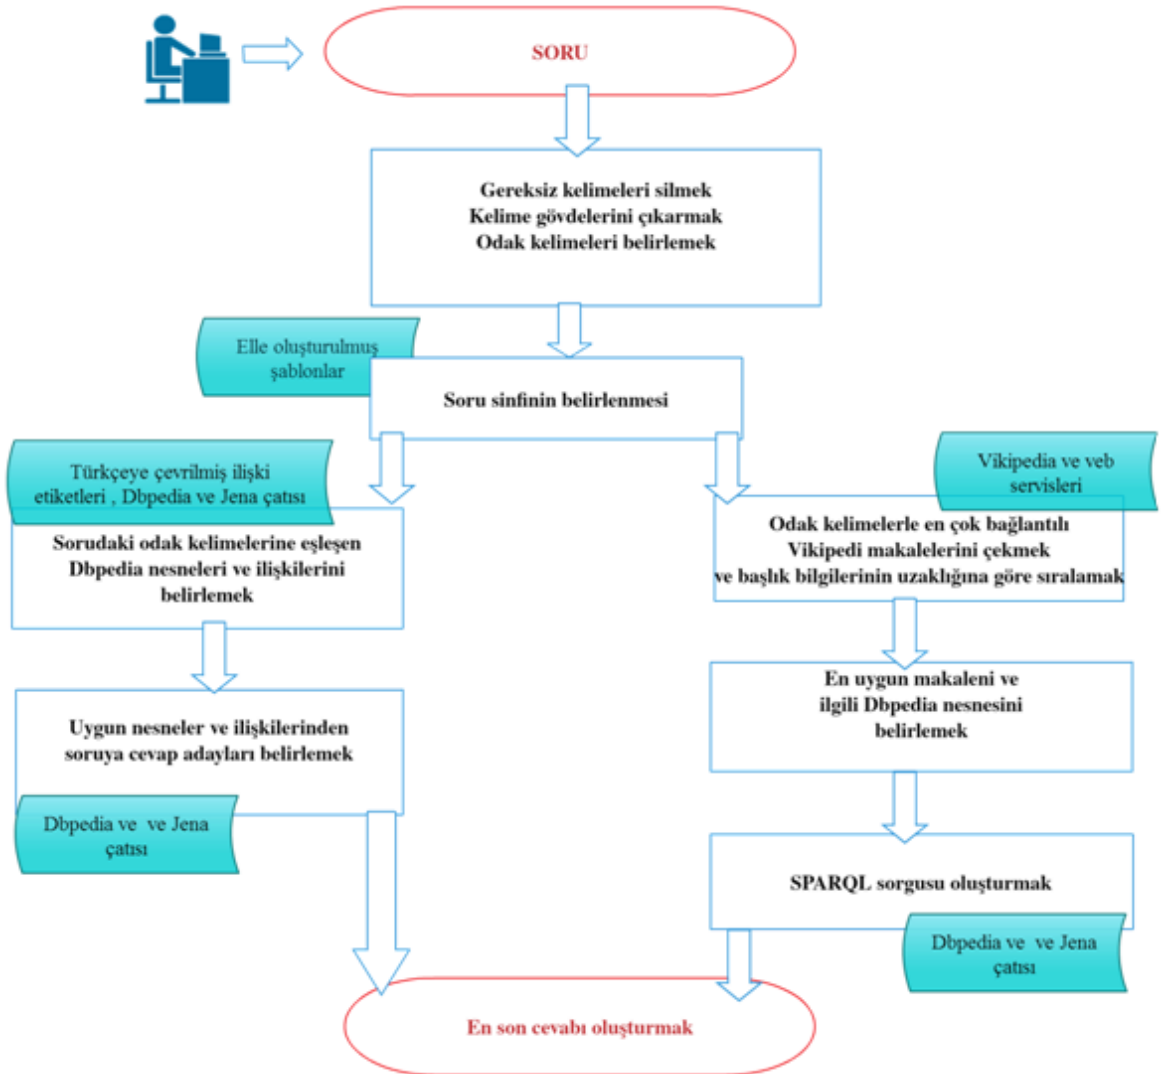 SORU
Gereksiz kelimeleri silmek
Kelime gövdelerini çıkarmak
Odak kelimeleri belirlemek
Elle oluşturulmuş
şablonlar
Soru sinfinin belirlenmesi
Türkçeye çevrilmiş ilişki
etiketleri , Dbpedia ve Jena çatısı
Sorudaki odak kelimelerine eşleşen
Dbpedia nesneleri ve ilişkilerini
belirlemek
Uygun nesneler ve ilişkilerinden
soruya cevap adayları belirlemek
Dbpedia ve ve Jena
çatısı
Vikipedia ve veb
servisleri
Odak kelimelerle en çok bağlantılı
Vikipedi makalelerini çekmek
ve başlık bilgilerinin uzaklığına göre sıralamak
En uygun makaleni ve
ilgili Dbpedia nesnesini
belirlemek
SPARQL sorgusu oluşturmak
Dbpedia ve ve Jena
çatısı
En son cevabı oluşturmak